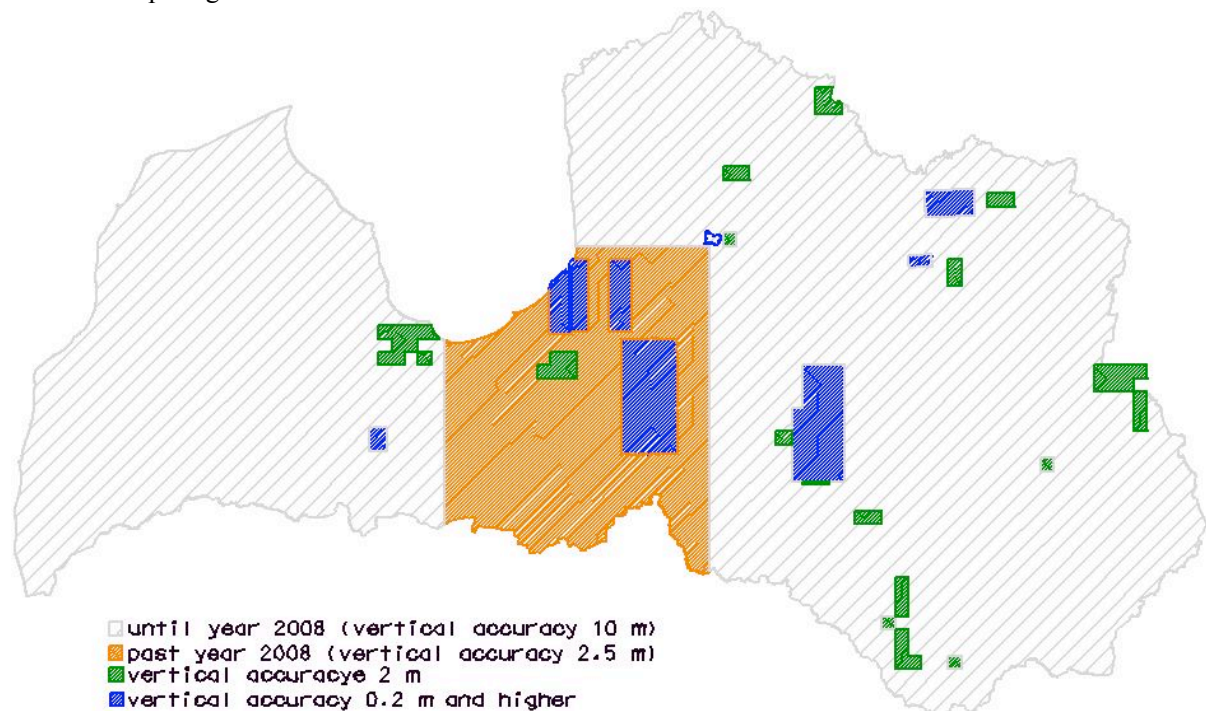 until year 2008 (vertical accuracy 10 m)
past year 2008 (vertical accuracy 2.5 m)
vertical accuracye 2 m
vertical accuracy 0.2 m and higher